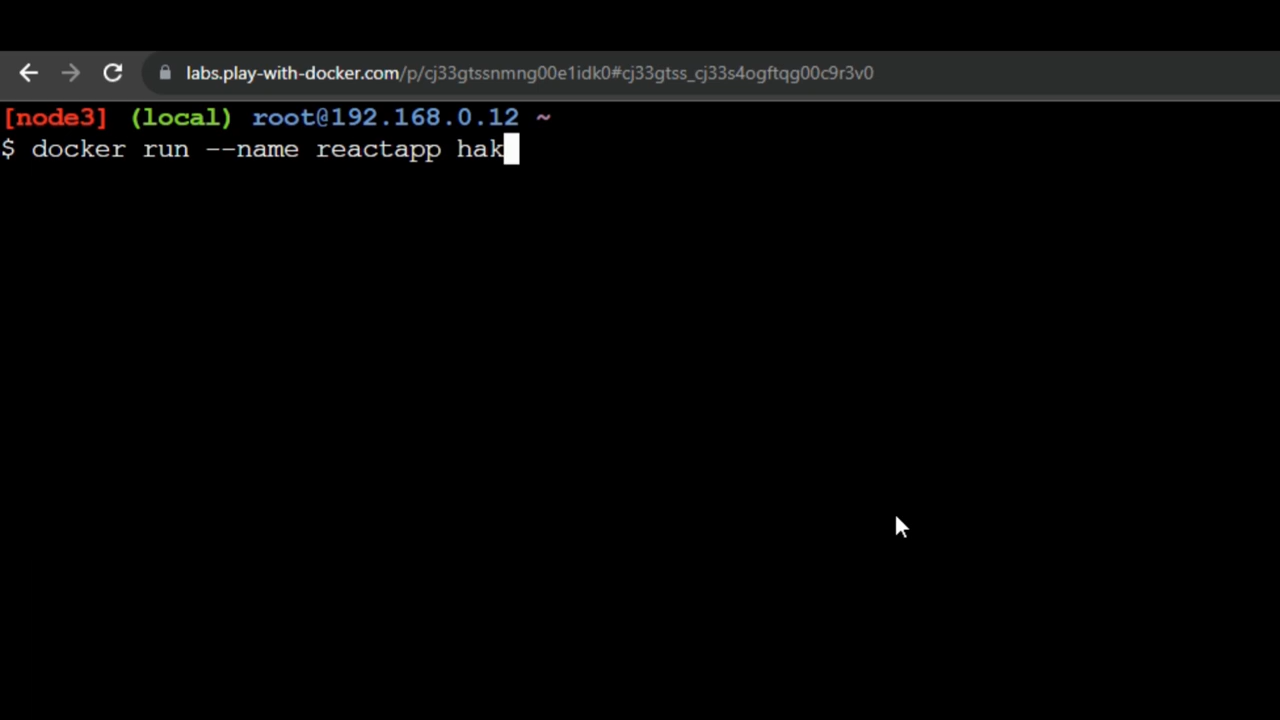 labs.play-with-docker.com/p/cj33gtssnmng00e1idk0#cj33gtss_cj33s4ogftqg00c9r3v0
[node3] (local) root@192.168.0.12 ~
$ docker run --name reactapp hak